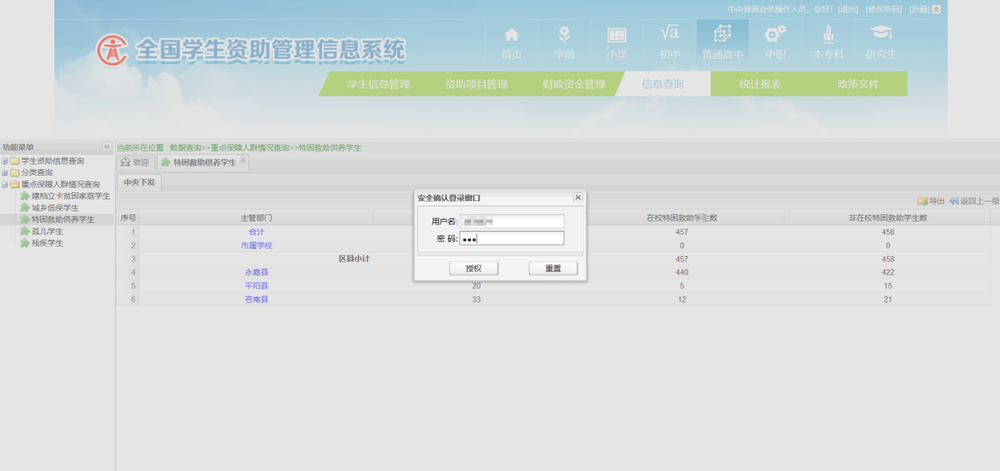 中央普高业务操作人员，您好！ [退出] [修改密码] [折叠]
全国学生资助管理信息系统
首页 学前 小学 初中 普通高中 中职 本专科 研究生
学生信息管理 资助项目管理 财政资金管理 信息查询 统计报表 政策文件
功能菜单
当前所在位置 : 数据查询>>重点保障人群情况查询>>特困救助供养学生
学生资助信息查询
分类查询
重点保障人群情况查询
建档立卡贫困家庭学生
城乡低保学生
特困救助供养学生
孤儿学生
残疾学生
欢迎 特困救助供养学生
中央下发
导出 返回上一级
安全确认登录窗口
用户名:
密 码: ●●●
授权 重置
序号 主管部门 在校特困救助学生数 非在校特困救助学生数
1 合计 457 458
2 市属学校 0 0
3 区县小计 457 458
4 永嘉县 440 422
5 平阳县 20 5 15
6 苍南县 33 12 21